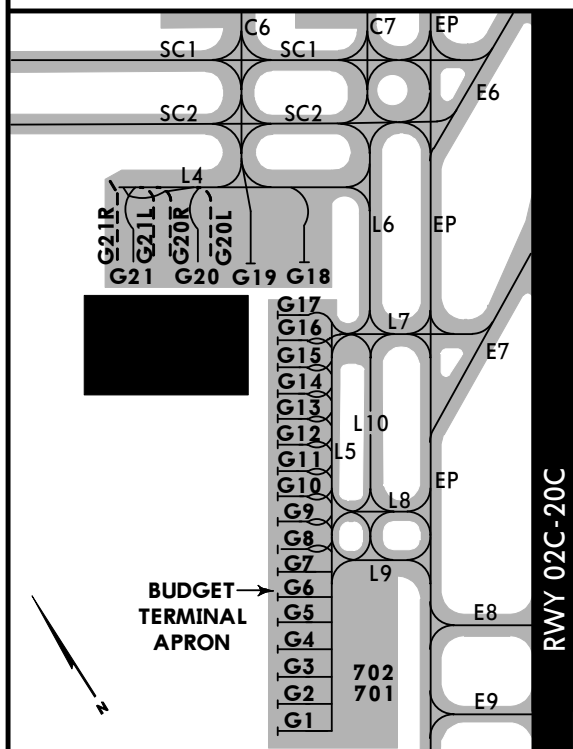 C6 C7 EP
SC1 SC1
E6
SC2 SC2
L4
G21R G21L G20R G20L
L6 EP
G21 G20 G19 G18
G17
L7
G16
E7
G15
G14
G13
L10
G12
L5
G11
EP
G10
L8
G9
G8
G7
L9
BUDGET
TERMINAL
APRON
G6
G5
E8
G4
G3
702
701
G2
E9
G1
RWY 02C-20C
N